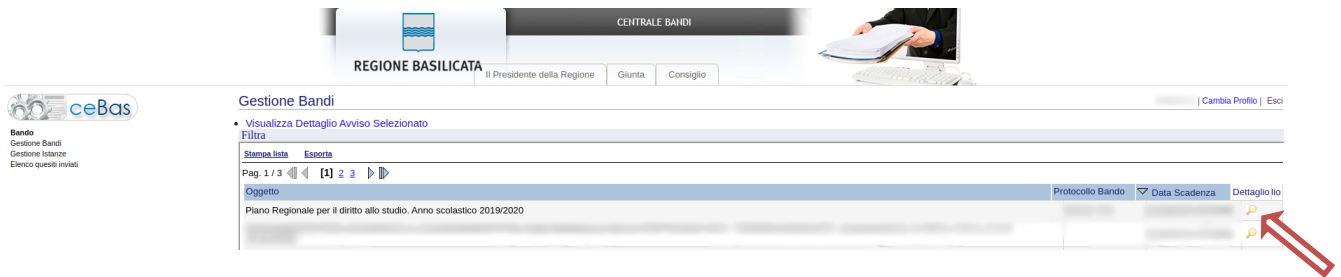 CENTRALE BANDI
REGIONE BASILICATA
Il Presidente della Regione Giunta Consiglio
ceBas
Gestione Bandi
| Cambia Profilo | Esci
Bando
Gestione Bandi
Gestione Istanze
Elenco quesiti inviati
Visualizza Dettaglio Avviso Selezionato
Filtra
Stampa lista Esporta
Pag. 1 / 3 [1] 2 3
Oggetto Protocollo Bando Data Scadenza Dettaglio lio
Piano Regionale per il diritto allo studio. Anno scolastico 2019/2020